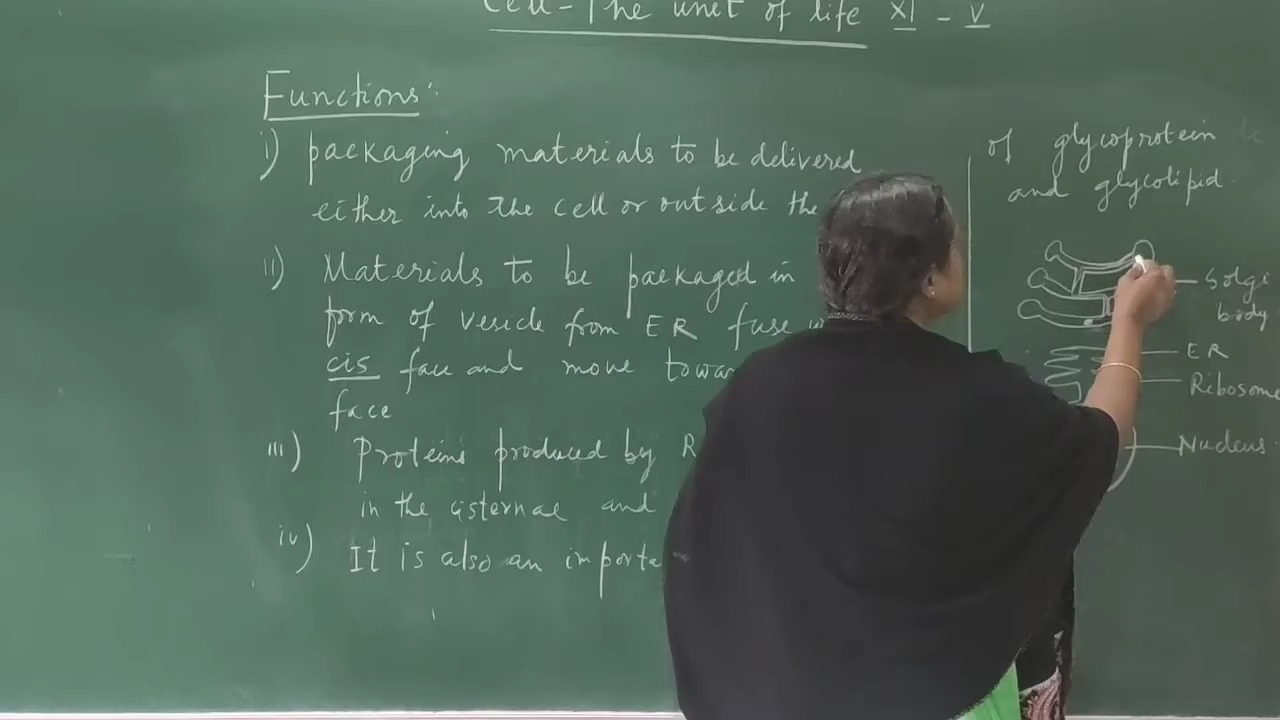 Cell - The unit of life XI - V
Functions:
i) packaging materials to be delivered
either into the cell or outside the
ii) Materials to be packaged in
form of vesicle from ER fuse
cis face and move
face
iii) Proteins produced by R
in the cisternae and
iv) It is also an importa
of glycoprotein
and glycolipid
Golgi
body
ER
Ribosome
Nucleus